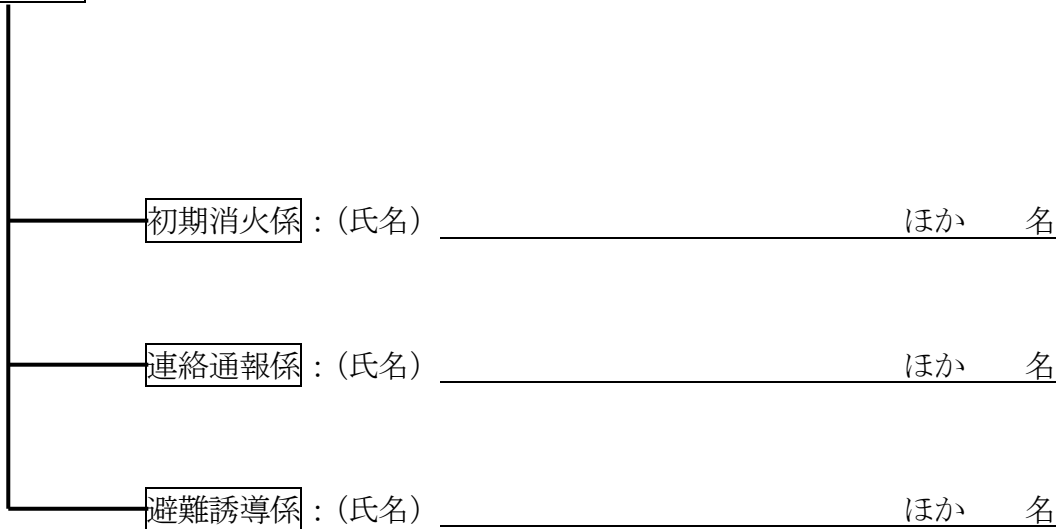 初期消火係：（氏名）　　　　　　　　ほか　　名
連絡通報係：（氏名）　　　　　　　　ほか　　名
避難誘導係：（氏名）　　　　　　　　ほか　　名